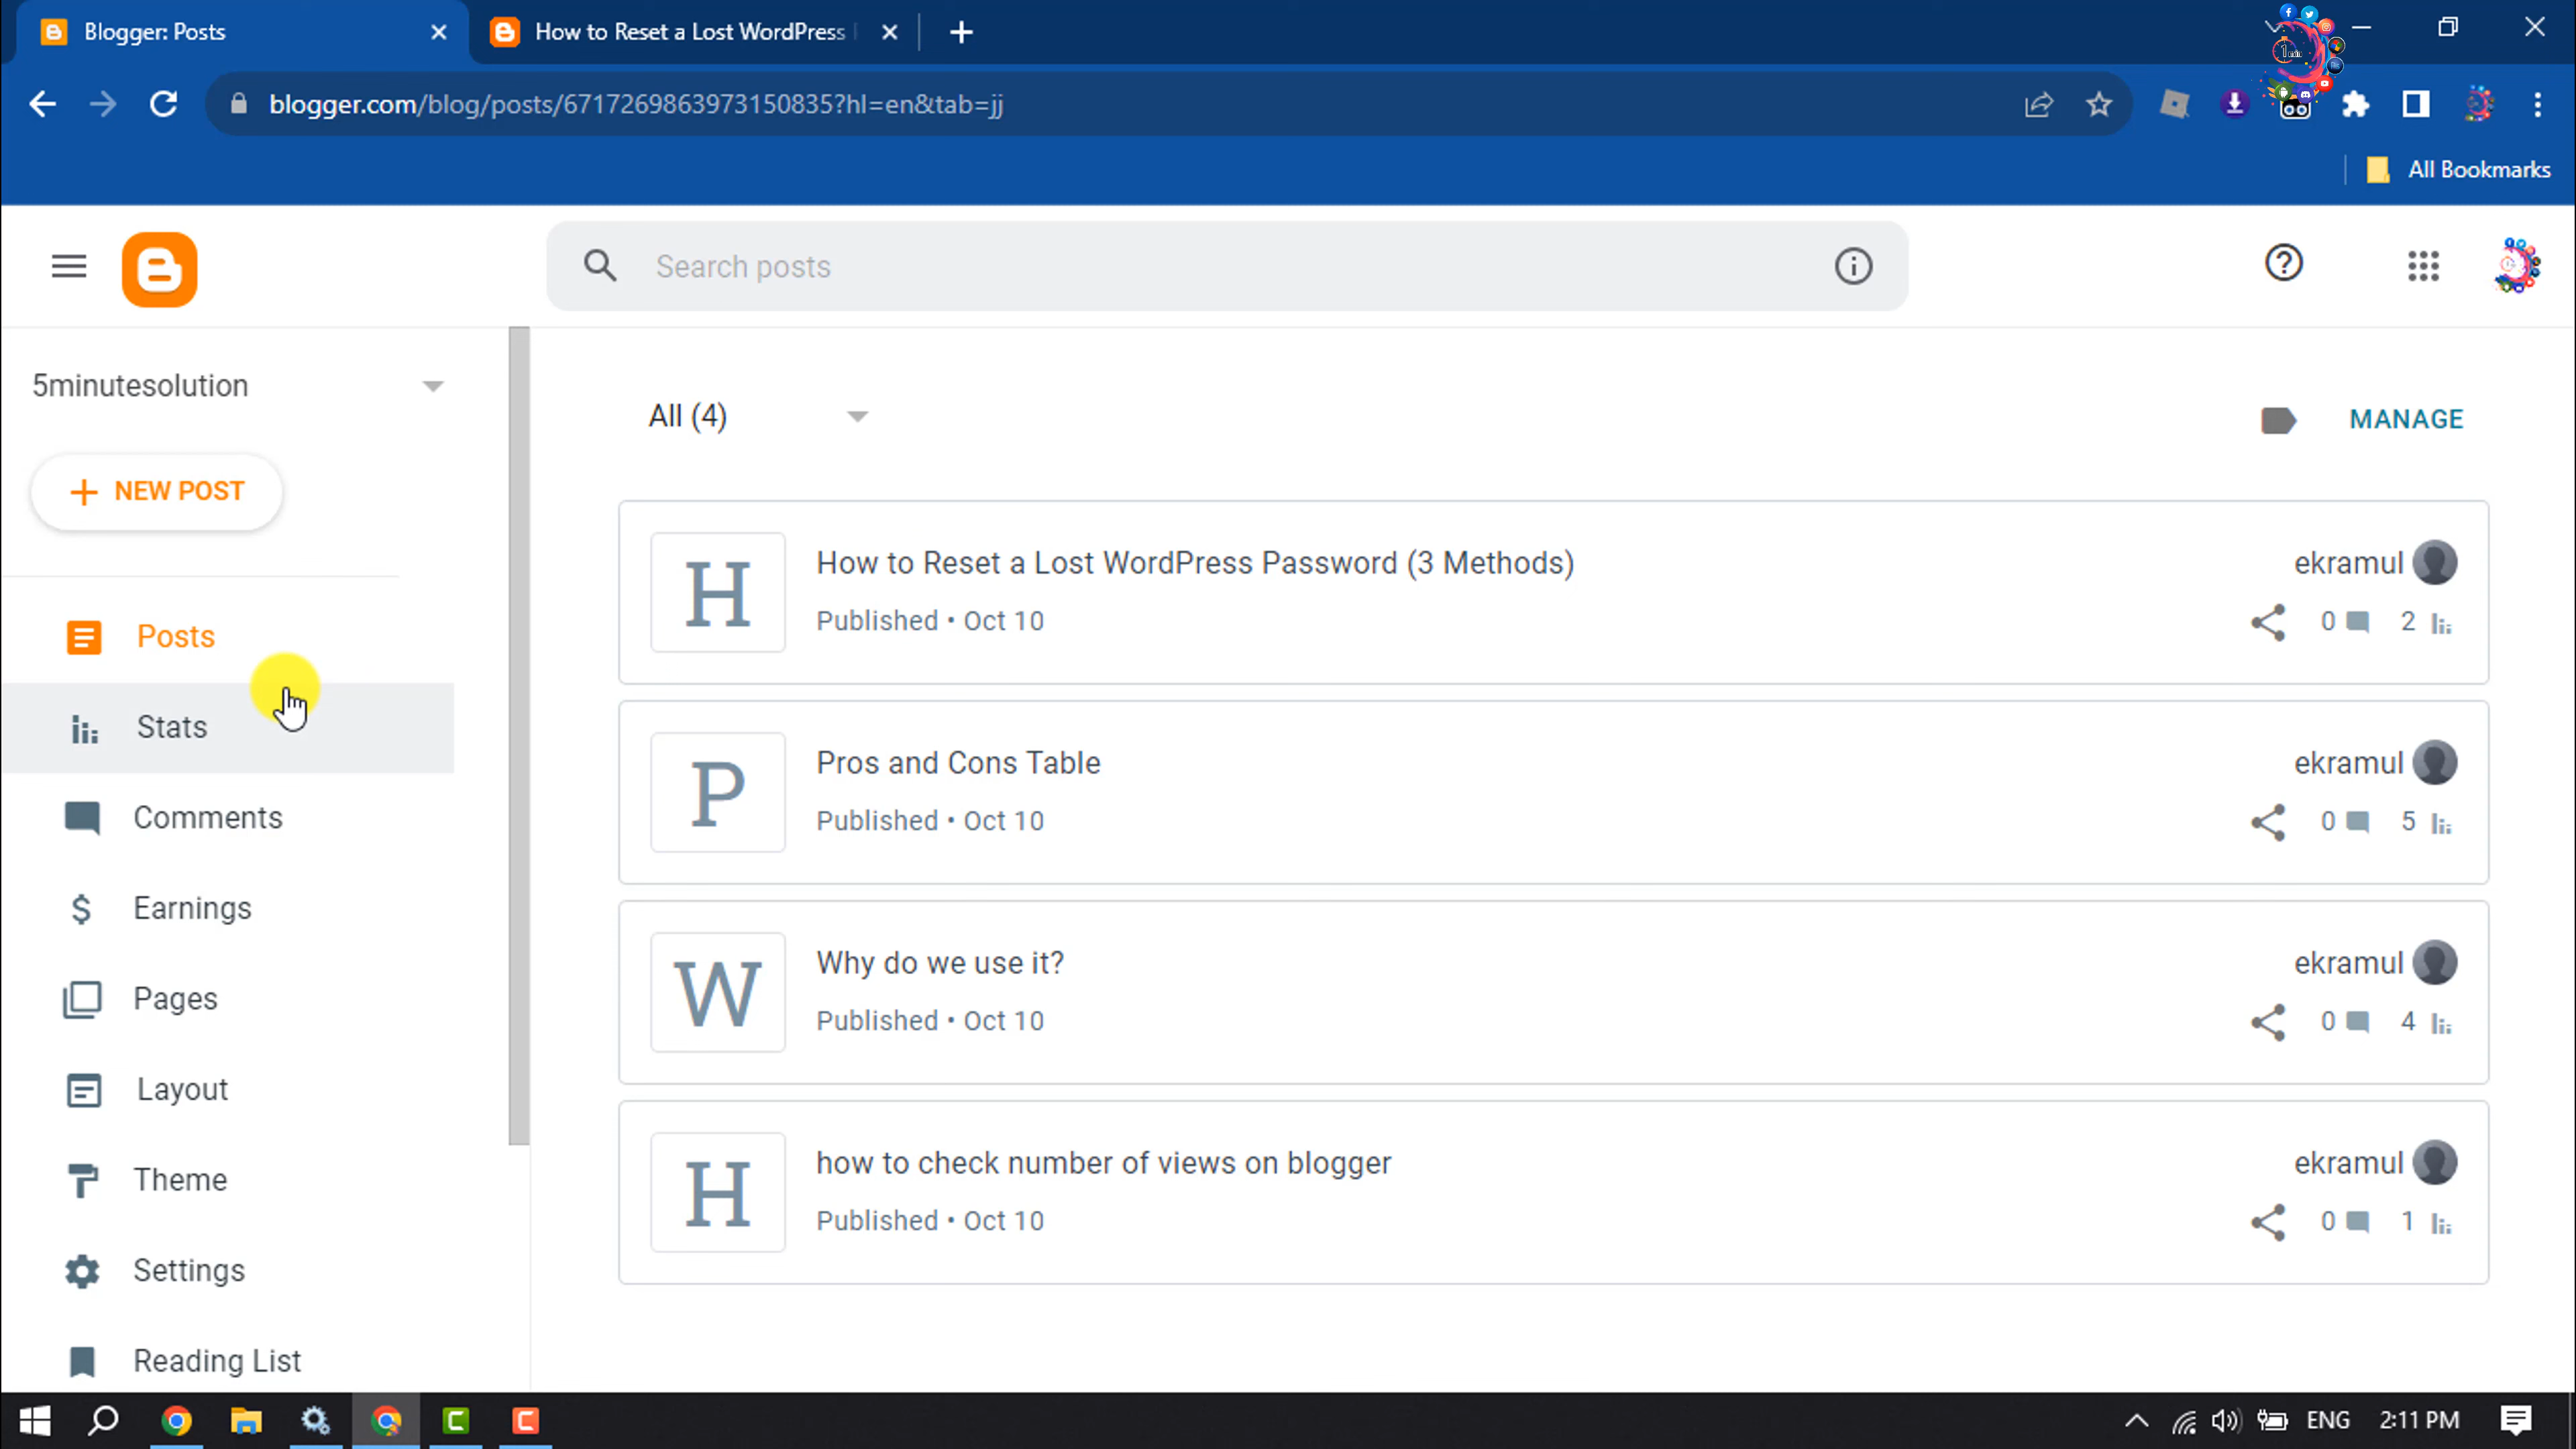 Blogger: Posts
How to Reset a Lost WordPress
blogger.com/blog/posts/6717269863973150835?hl=en&tab=jj
All Bookmarks
Search posts
5minutesolution
NEW POST
Posts
Stats
Comments
Earnings
Pages
Layout
Theme
Settings
Reading List
All (4)
MANAGE
H
How to Reset a Lost WordPress Password (3 Methods)
ekramul
Published • Oct 10
0 2
P
Pros and Cons Table
ekramul
Published • Oct 10
0 5
W
Why do we use it?
ekramul
Published • Oct 10
0 4
H
how to check number of views on blogger
ekramul
Published • Oct 10
0 1
ENG 2:11 PM